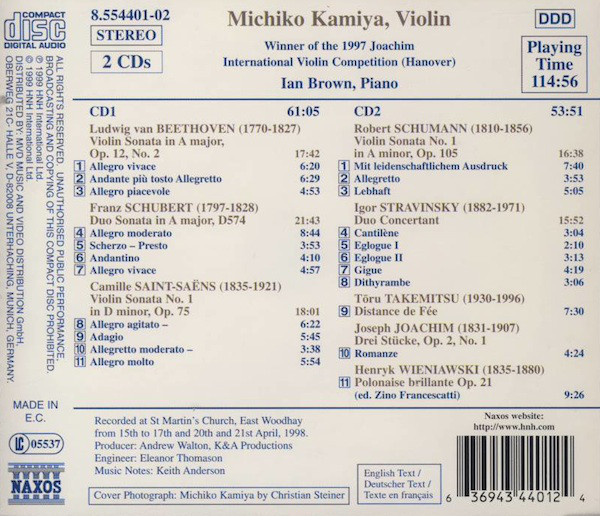 COMPACT
disc
DIGITAL AUDIO
8.554401-02
STEREO
2 CDs
Michiko Kamiya, Violin
Winner of the 1997 Joachim
International Violin Competition (Hanover)
Ian Brown, Piano
DDD
Playing
Time
114:56
ALL RIGHTS RESERVED. UNAUTHORISED PUBLIC PERFORMANCE,
BROADCASTING AND COPYING OF THIS COMPACT DISC PROHIBITED.
℗ 1999 HNH International Ltd.
© 1999 HNH International Ltd.
DISTRIBUTED BY: MVD MUSIC AND VIDEO DISTRIBUTION GmbH,
OBERWEG 21C- HALLE V, D-82008 UNTERHACHING, MUNICH, GERMANY.
CD1 61:05
Ludwig van BEETHOVEN (1770-1827)
Violin Sonata in A major,
Op. 12, No. 2 17:42
1 Allegro vivace 6:20
2 Andante più tosto Allegretto 6:29
3 Allegro piacevole 4:53
Franz SCHUBERT (1797-1828)
Duo Sonata in A major, D574 21:43
4 Allegro moderato 8:44
5 Scherzo – Presto 3:53
6 Andantino 4:10
7 Allegro vivace 4:57
Camille SAINT-SAËNS (1835-1921)
Violin Sonata No. 1
in D minor, Op. 75 18:01
8 Allegro agitato – 6:22
9 Adagio 5:45
10 Allegretto moderato – 3:38
11 Allegro molto 5:54
CD2 53:51
Robert SCHUMANN (1810-1856)
Violin Sonata No. 1
in A minor, Op. 105 16:38
1 Mit leidenschaftlichem Ausdruck 7:40
2 Allegretto 3:53
3 Lebhaft 5:05
Igor STRAVINSKY (1882-1971)
Duo Concertant 15:52
4 Cantilène 3:04
5 Eglogue I 2:10
6 Eglogue II 3:13
7 Gigue 4:19
8 Dithyrambe 3:06
Tōru TAKEMITSU (1930-1996)
9 Distance de Fée 7:30
Joseph JOACHIM (1831-1907)
Drei Stücke, Op. 2, No. 1
10 Romanze 4:24
Henryk WIENIAWSKI (1835-1880)
11 Polonaise brillante Op. 21
(ed. Zino Francescatti) 9:26
MADE IN
E.C.
LC 05537
NAXOS
Recorded at St Martin's Church, East Woodhay
from 15th to 17th and 20th and 21st April, 1998.
Producer: Andrew Walton, K&A Productions
Engineer: Eleanor Thomason
Music Notes: Keith Anderson
Cover Photograph: Michiko Kamiya by Christian Steiner
English Text /
Deutscher Text /
Texte en français
Naxos website:
http://www.hnh.com
6 36943 44012 4